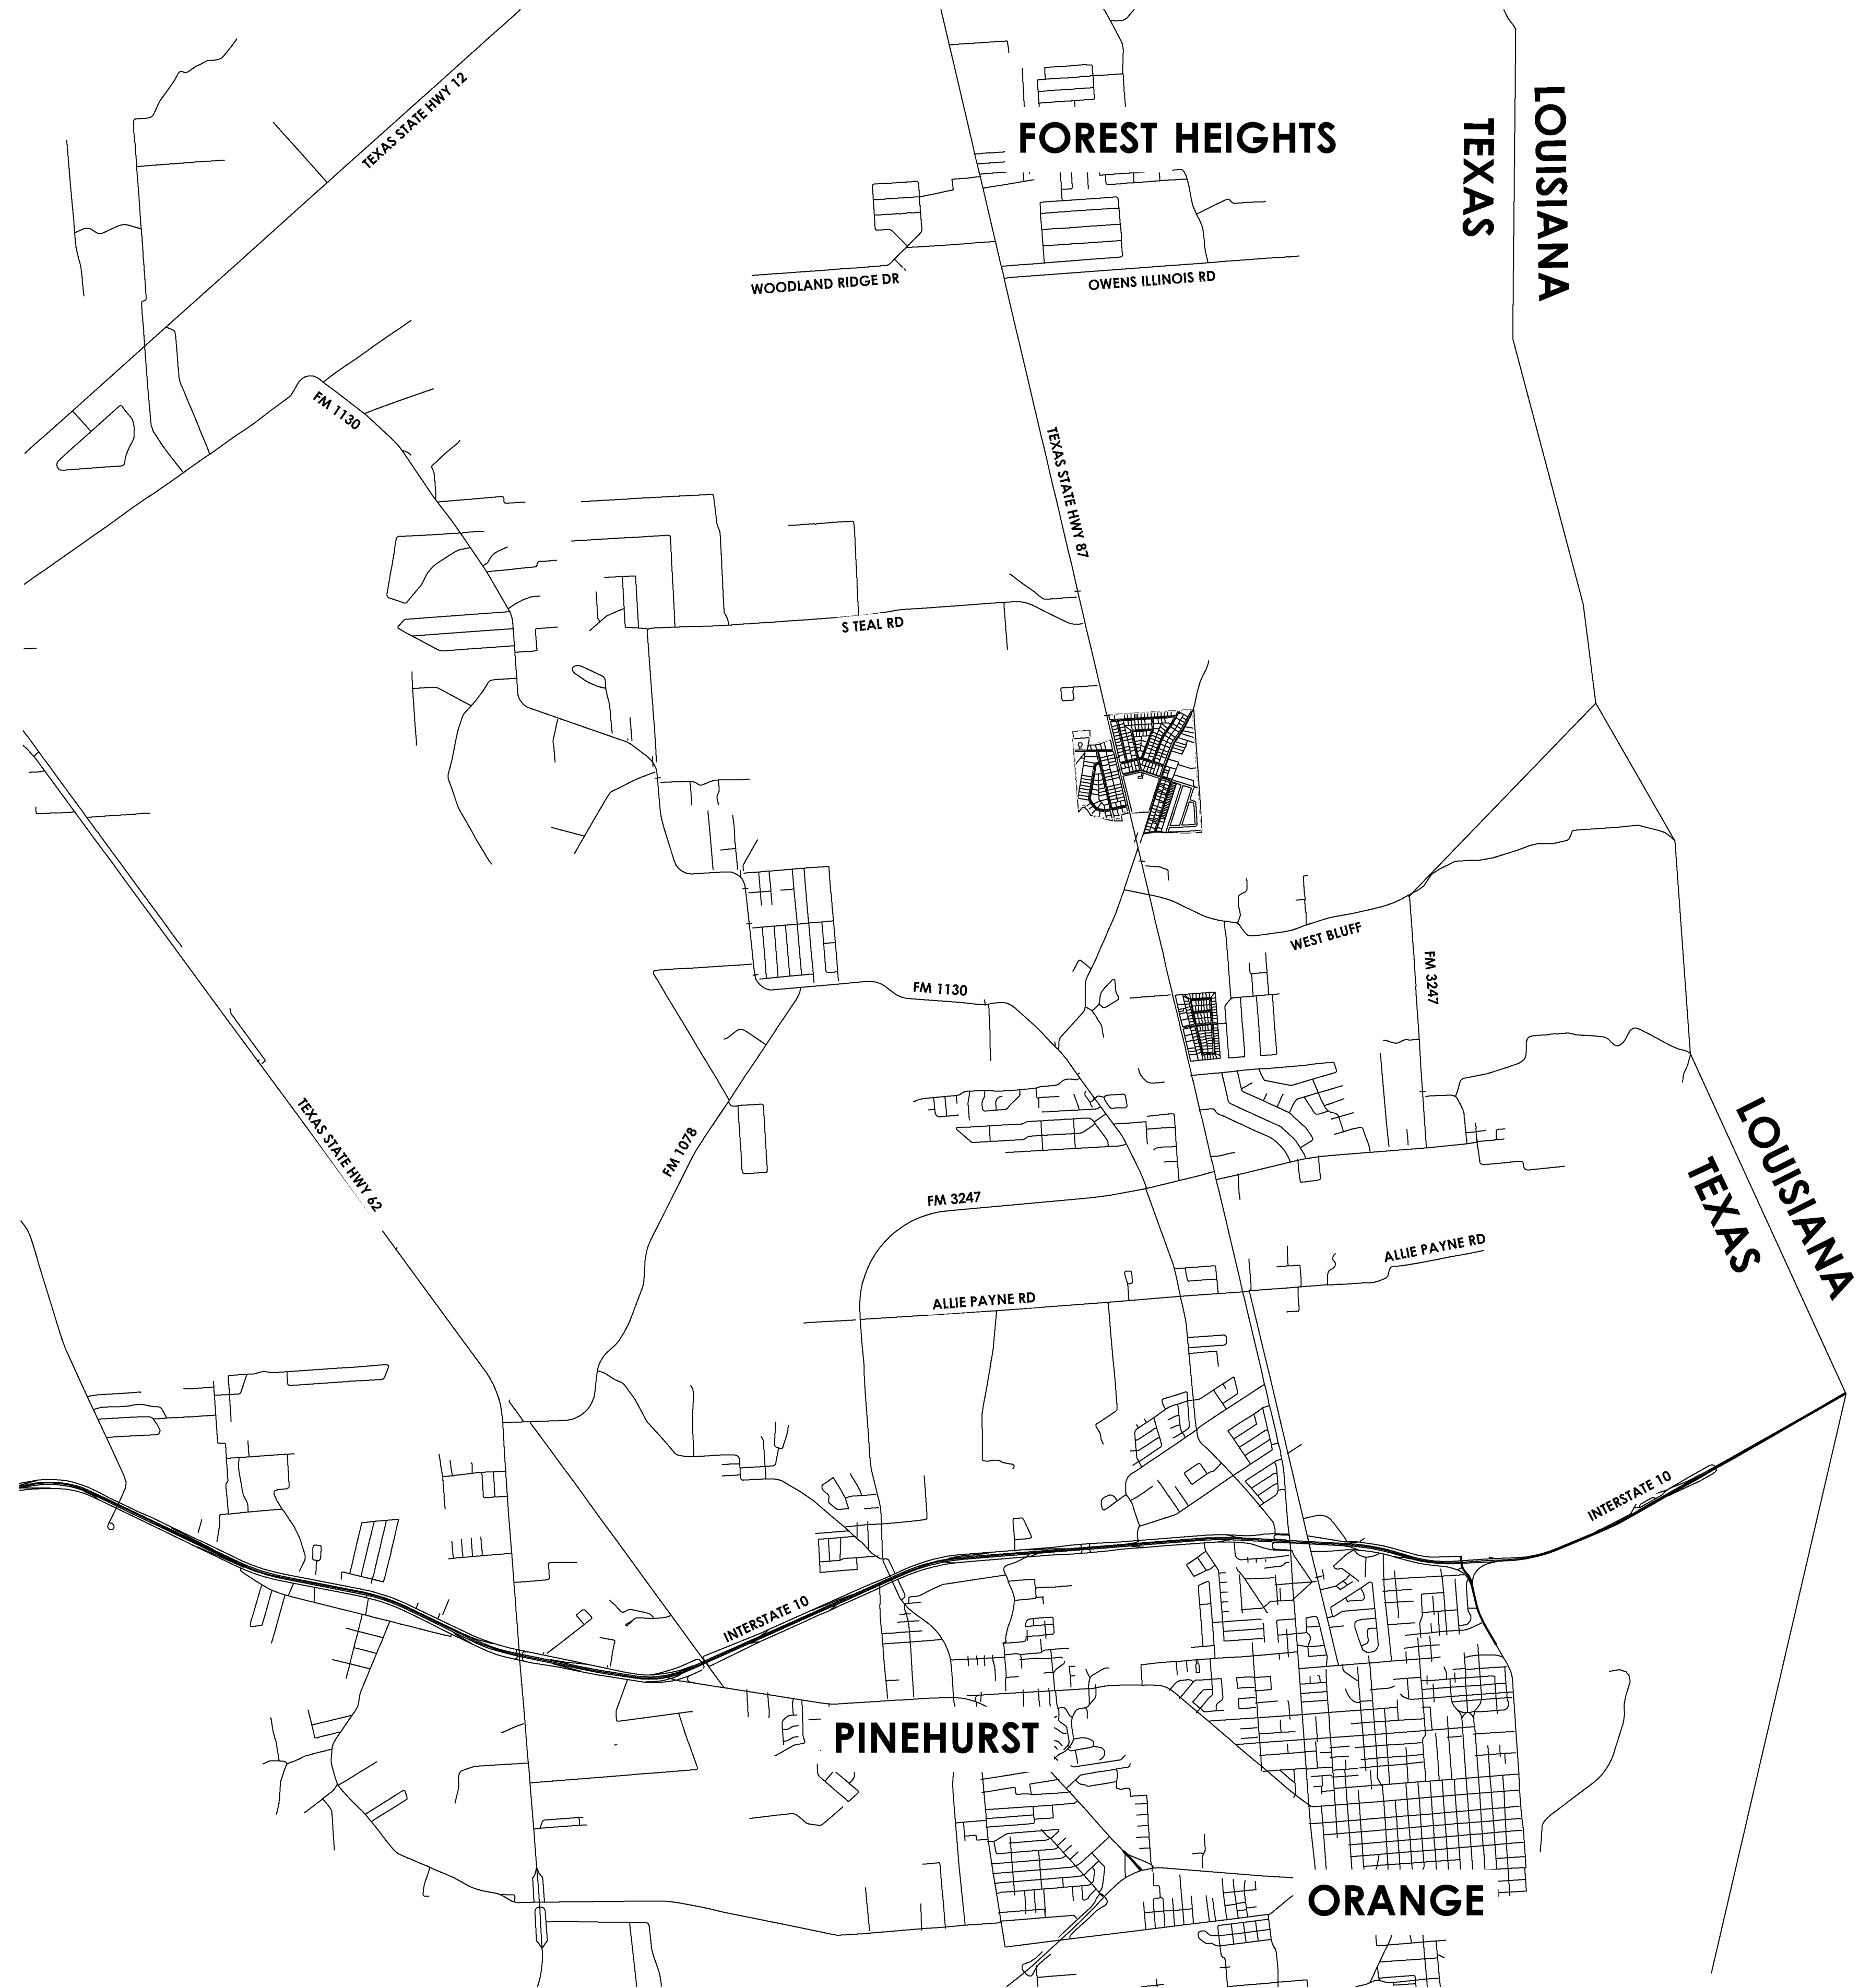 TEXAS STATE HWY 12
FOREST HEIGHTS
LOUISIANA
TEXAS
WOODLAND RIDGE DR
OWENS ILLINOIS RD
FM 1130
TEXAS STATE HWY 87
S TEAL RD
WEST BLUFF
FM 3247
FM 1130
TEXAS STATE HWY 62
FM 1078
FM 3247
LOUISIANA
TEXAS
ALLIE PAYNE RD
ALLIE PAYNE RD
INTERSTATE 10
INTERSTATE 10
PINEHURST
ORANGE